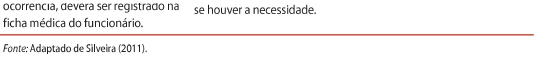 ocorrência, deverá ser registrado na
ficha médica do funcionário.
se houver a necessidade.
Fonte: Adaptado de Silveira (2011).